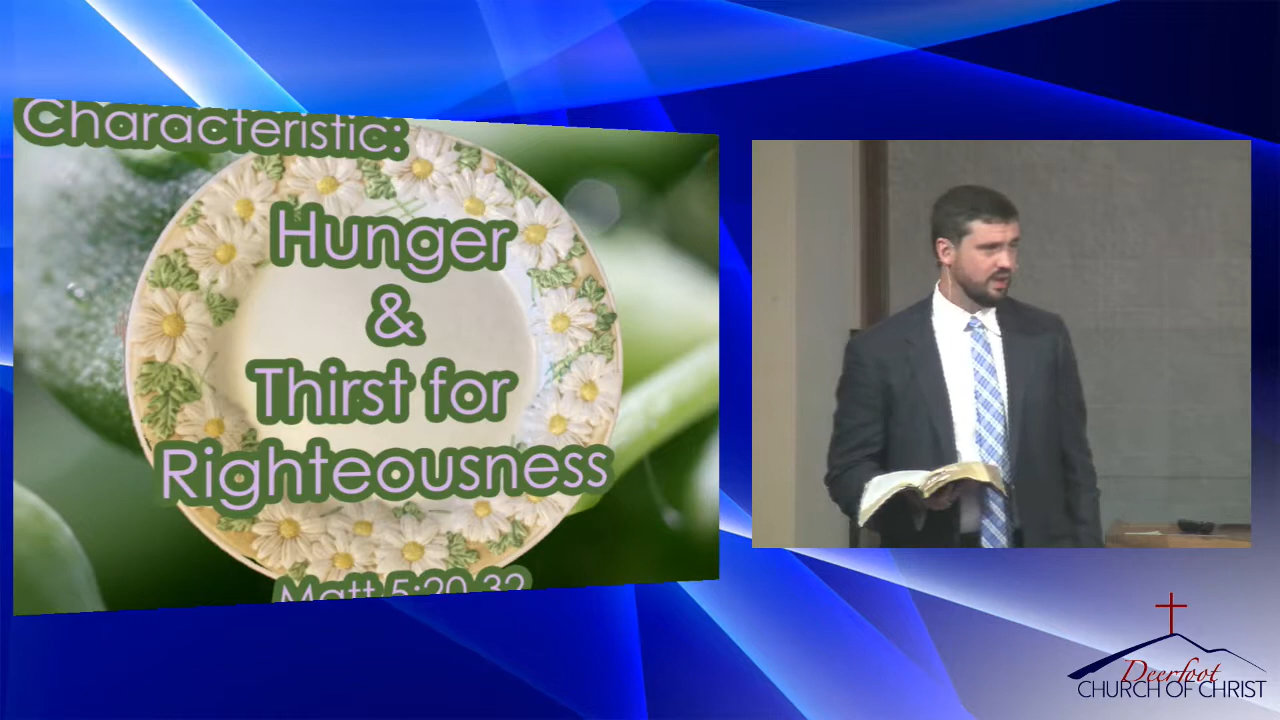 Characteristic:
Hunger
&
Thirst for
Righteousness
Matt 5:20-32
Deerfoot
CHURCH OF CHRIST